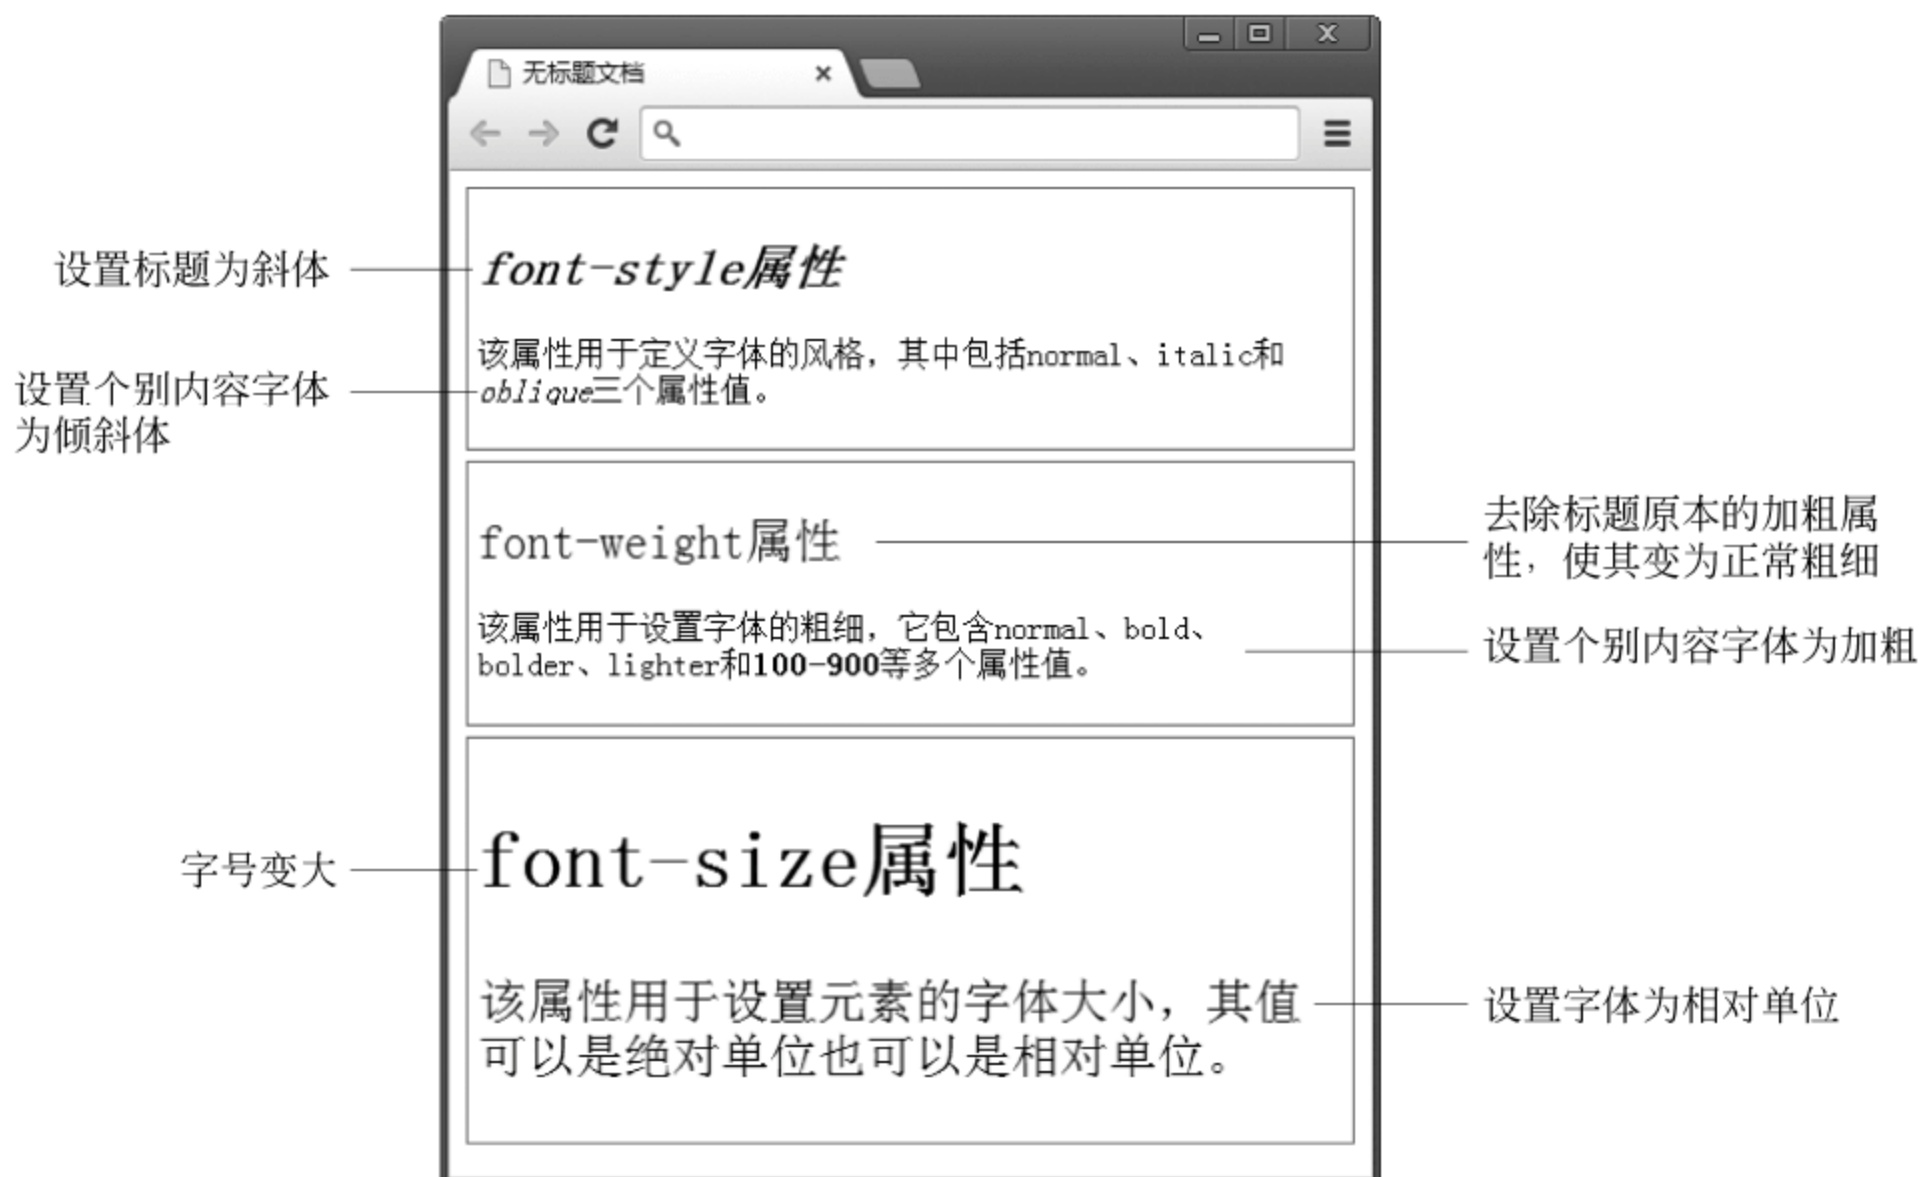 无标题文档
设置标题为斜体
font-style属性
该属性用于定义字体的风格，其中包括normal、italic和
oblique三个属性值。
设置个别内容字体
为倾斜体
font-weight属性
去除标题原本的加粗属
性，使其变为正常粗细
该属性用于设置字体的粗细，它包含normal、bold、
bolder、lighter和100-900等多个属性值。
设置个别内容字体为加粗
字号变大
font-size属性
该属性用于设置元素的字体大小，其值
可以是绝对单位也可以是相对单位。
设置字体为相对单位